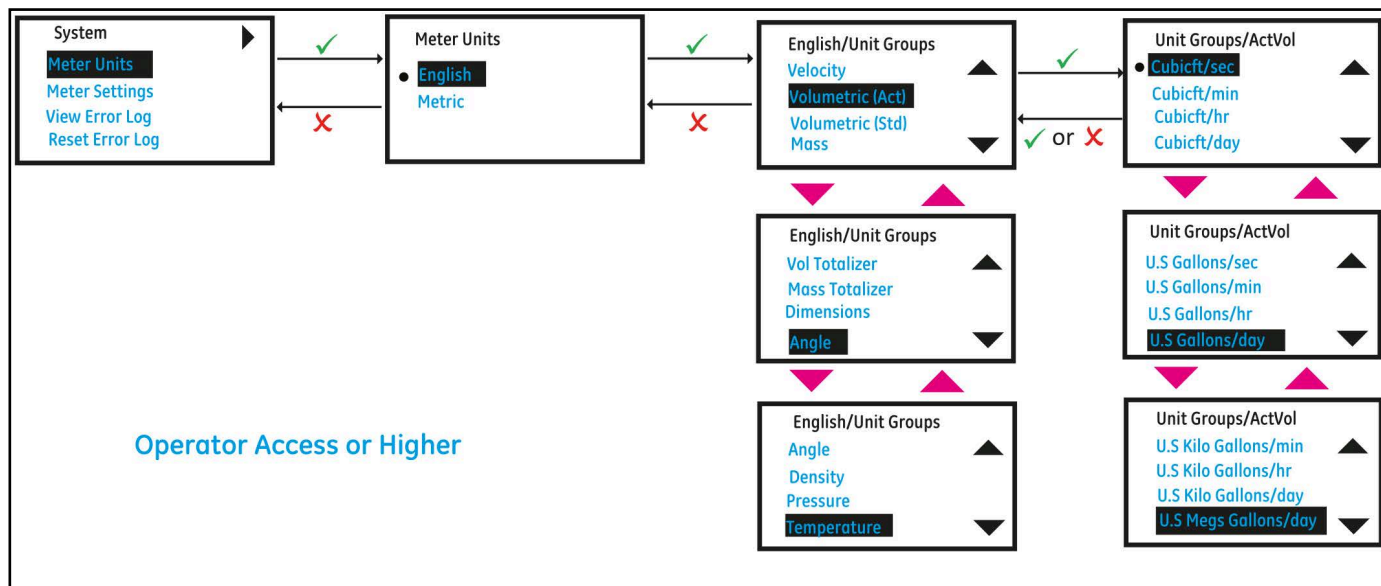 System
Meter Units
Meter Settings
View Error Log
Reset Error Log
Meter Units
English
Metric
English/Unit Groups
Velocity
Volumetric (Act)
Volumetric (Std)
Mass
or
Unit Groups/ActVol
Cubicft/sec
Cubicft/min
Cubicft/hr
Cubicft/day
English/Unit Groups
Vol Totalizer
Mass Totalizer
Dimensions
Angle
Unit Groups/ActVol
U.S Gallons/sec
U.S Gallons/min
U.S Gallons/hr
U.S Gallons/day
Operator Access or Higher
English/Unit Groups
Angle
Density
Pressure
Temperature
Unit Groups/ActVol
U.S Kilo Gallons/min
U.S Kilo Gallons/hr
U.S Kilo Gallons/day
U.S Megs Gallons/day